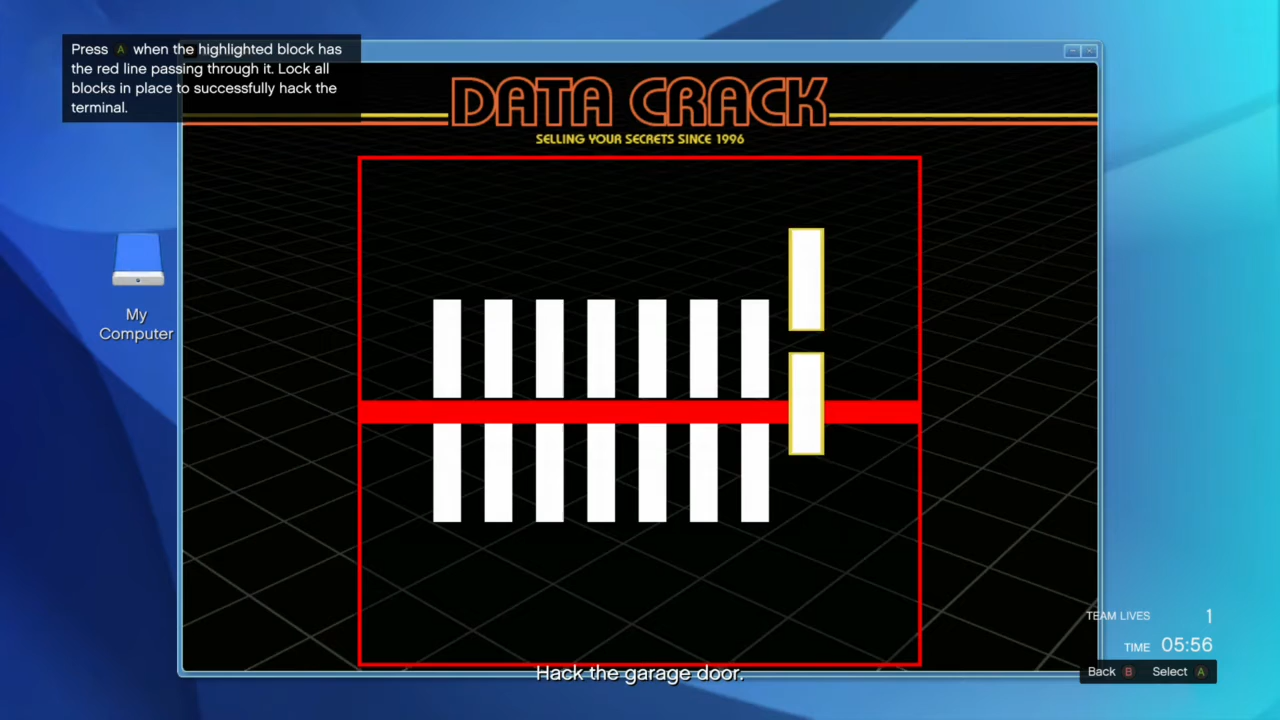 Press A when the highlighted block has
the red line passing through it. Lock all
blocks in place to successfully hack the
terminal.
DATA CRACK
SELLING YOUR SECRETS SINCE 1996
My
Computer
TEAM LIVES 1
TIME 05:56
Back B Select A
Hack the garage door.